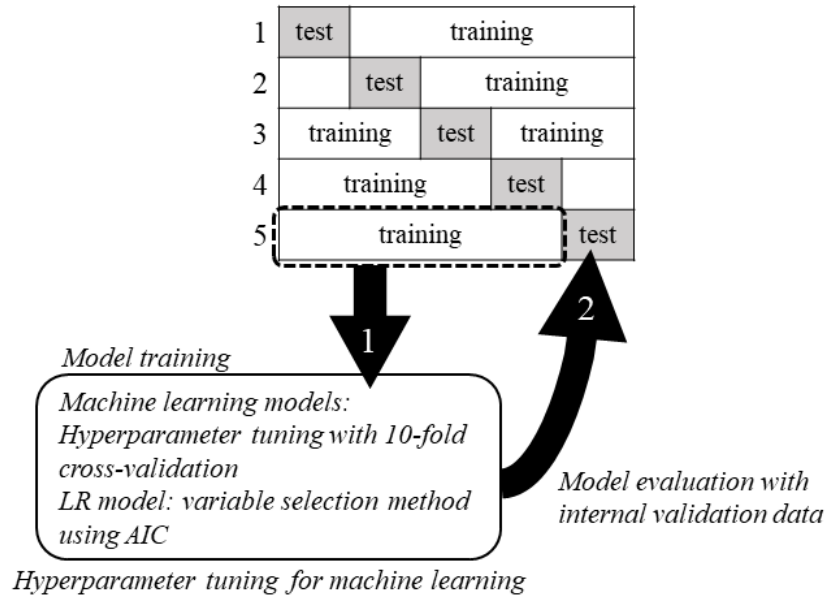 1 test training
2 test training
3 training test training
4 training test
5 training test
1
2
Model training
Machine learning models:
Hyperparameter tuning with 10-fold
cross-validation
LR model: variable selection method
using AIC
Model evaluation with
internal validation data
Hyperparameter tuning for machine learning